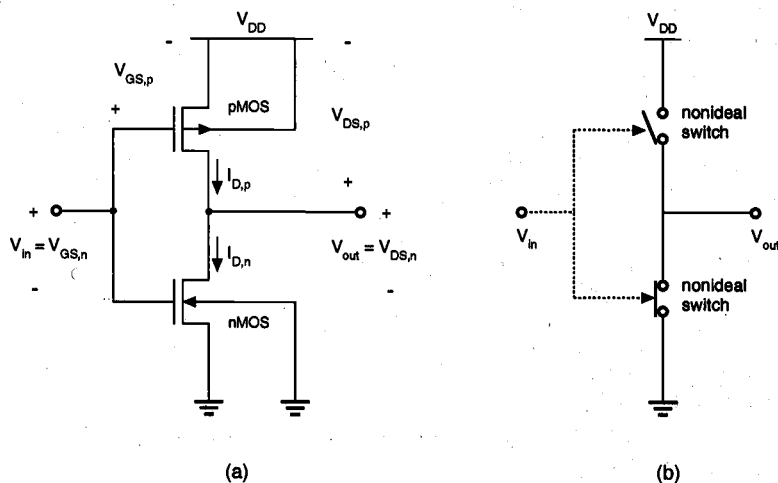 V_DD
-
-
V_GS,p
+
pMOS
V_DS,p
I_D,p
+
+
+
V_in = V_GS,n
V_out = V_DS,n
I_D,n
-
-
nMOS
(a)
V_DD
nonideal
switch
V_in
V_out
nonideal
switch
(b)